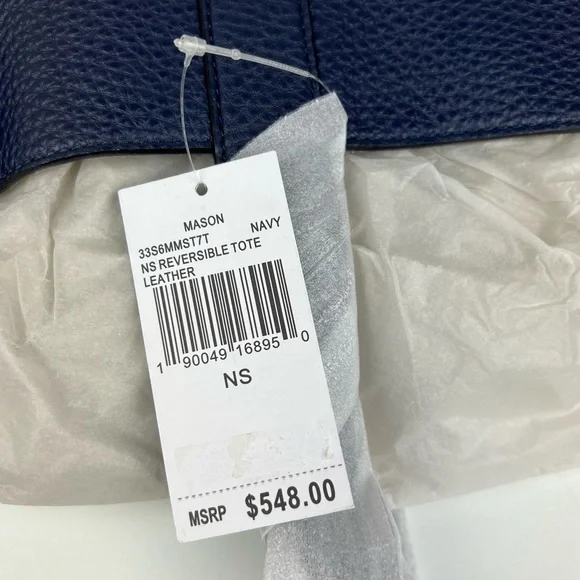 MASON
33S6MMST7T NAVY
NS REVERSIBLE TOTE
LEATHER
1 90049 16895 0
NS
MSRP $548.00